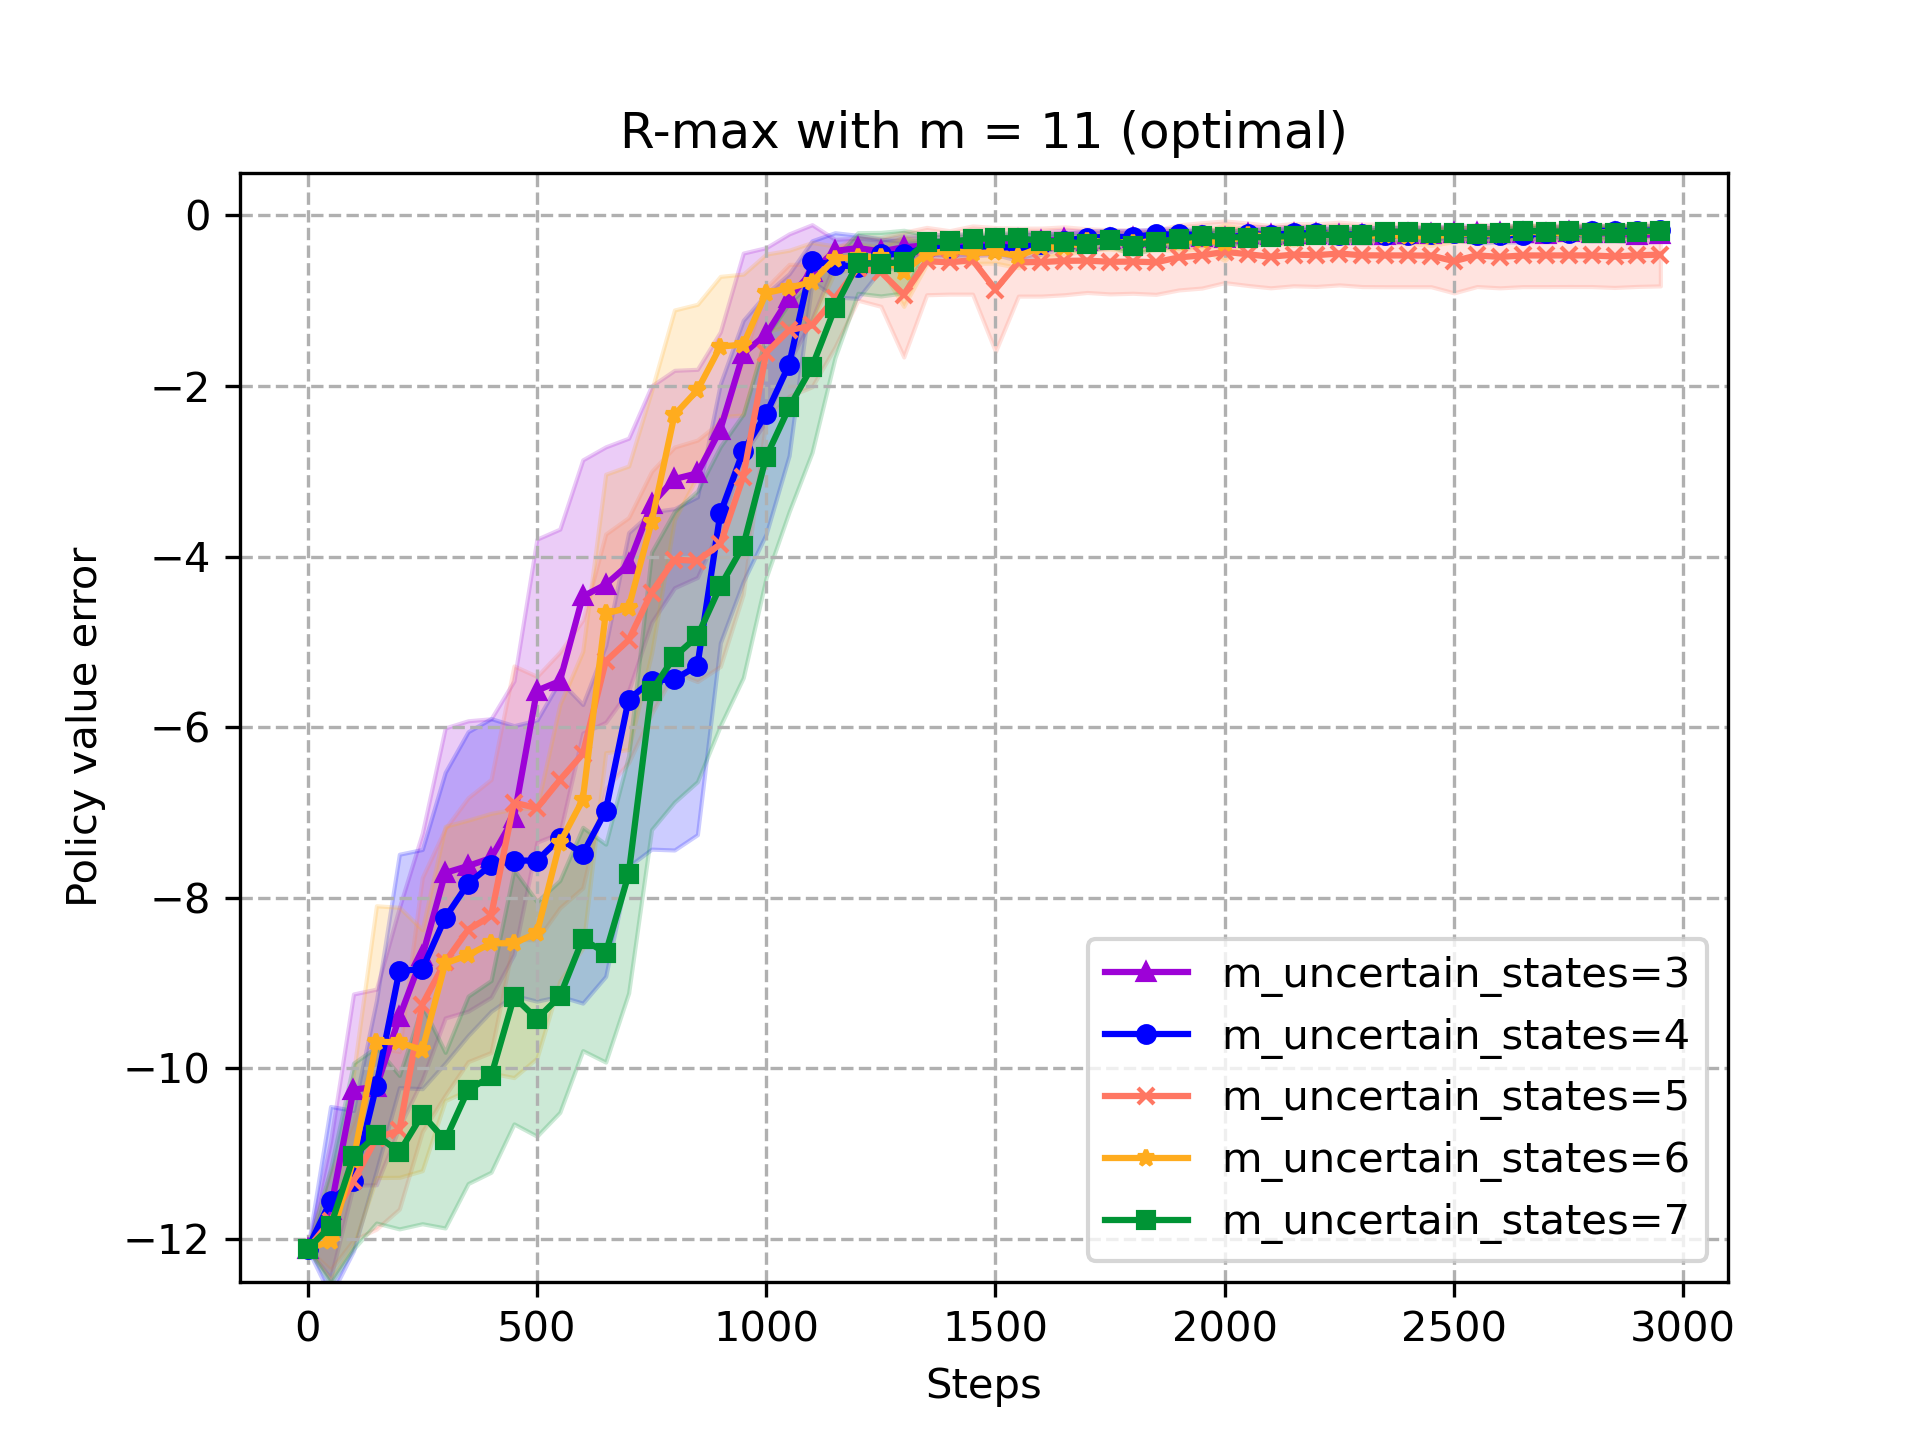 R-max with m = 11 (optimal)
Policy value error
0
−2
−4
−6
−8
−10
−12
m_uncertain_states=3
m_uncertain_states=4
m_uncertain_states=5
m_uncertain_states=6
m_uncertain_states=7
0 500 1000 1500 2000 2500 3000
Steps